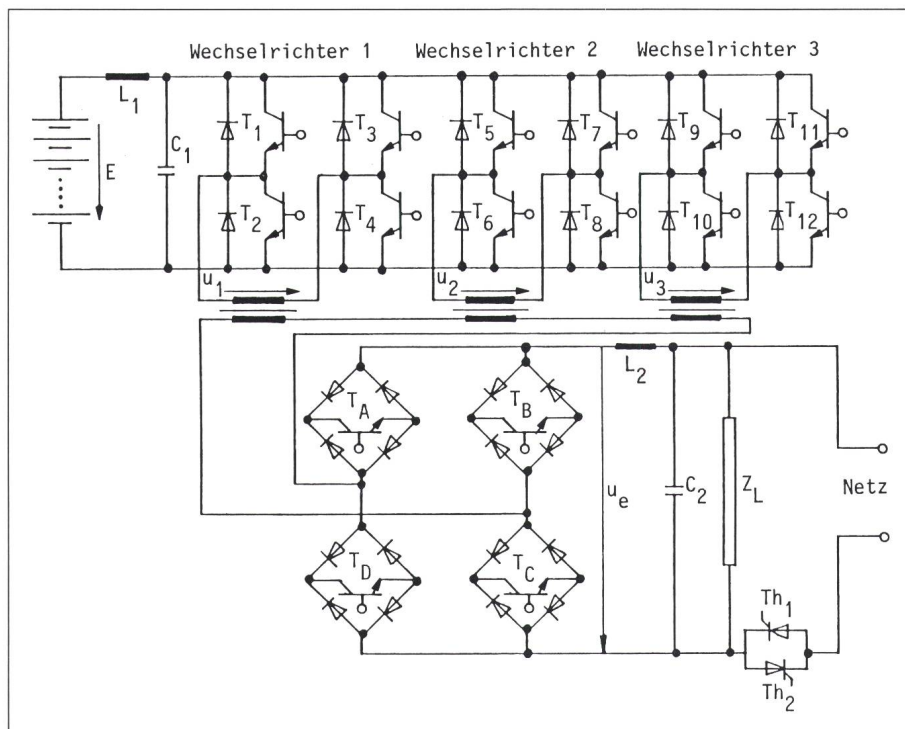 Wechselrichter 1 Wechselrichter 2 Wechselrichter 3
L1
C1
E
T1 T3 T5 T7 T9 T11
T2 T4 T6 T8 T10 T12
u1 u2 u3
TA TB
L2
ue
C2
ZL
Netz
TD TC
Th1
Th2